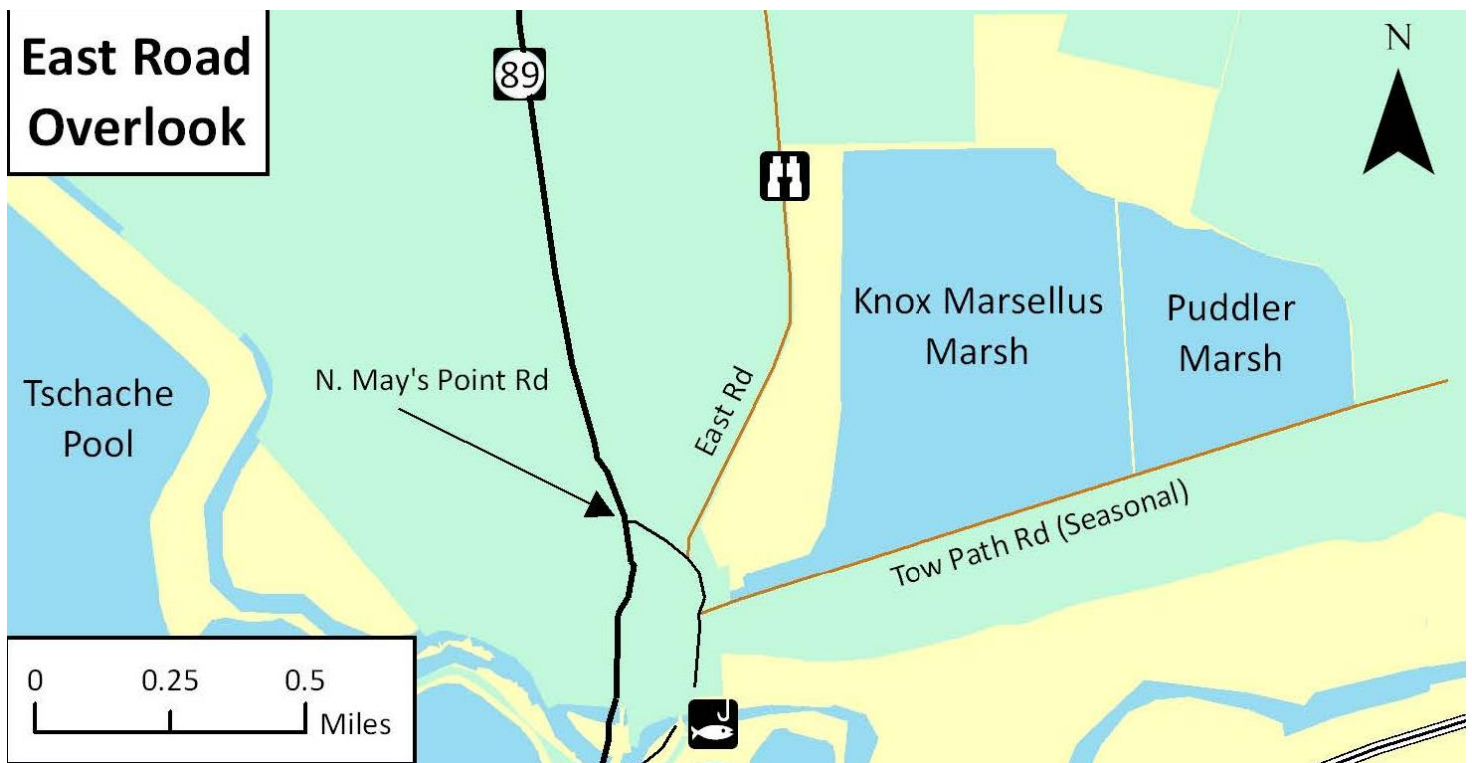 East Road
Overlook
89
N
Knox Marsellus
Marsh
Puddler
Marsh
N. May's Point Rd
Tschache
Pool
East Rd
Tow Path Rd (Seasonal)
0 0.25 0.5
Miles